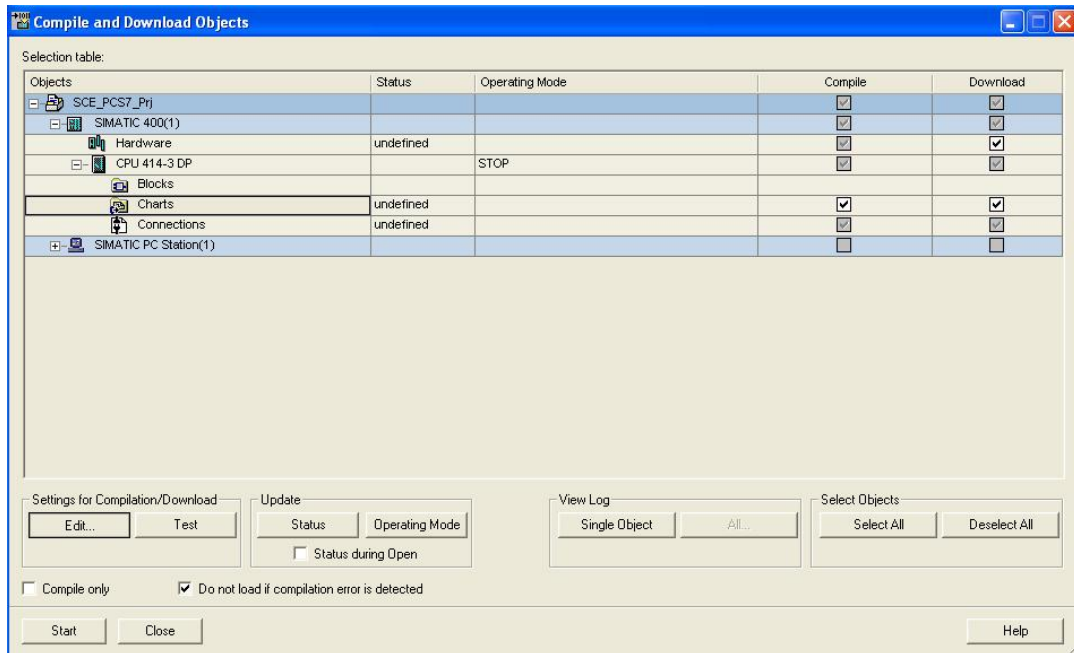 Compile and Download Objects
Selection table:
Objects Status Operating Mode Compile Download
SCE_PCS7_Prj
SIMATIC 400(1)
Hardware undefined
CPU 414-3 DP STOP
Blocks
Charts undefined
Connections undefined
SIMATIC PC Station(1)
Settings for Compilation/Download Update View Log Select Objects
Edit... Test Status Operating Mode Single Object All... Select All Deselect All
Status during Open
Compile only Do not load if compilation error is detected
Start Close Help